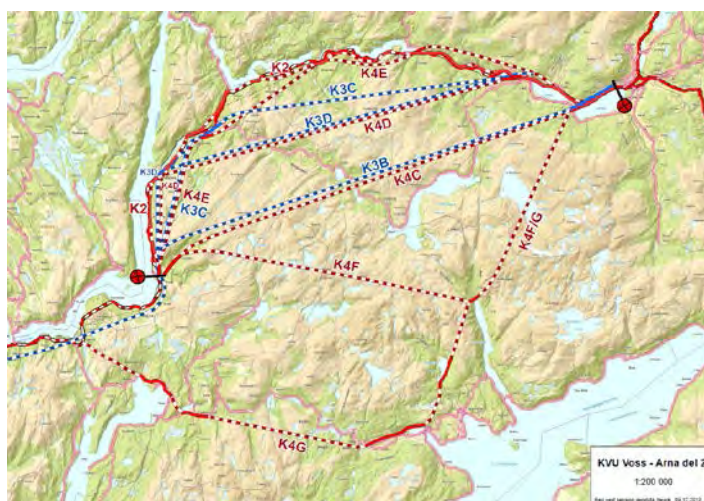 K2
K4E
K3C
K3D
K4D
K3B
K4C
K3D
K4D
K4E
K3C
K2
K4F/G
K4F
K4G
KVU Voss - Arna del 2
1:200 000